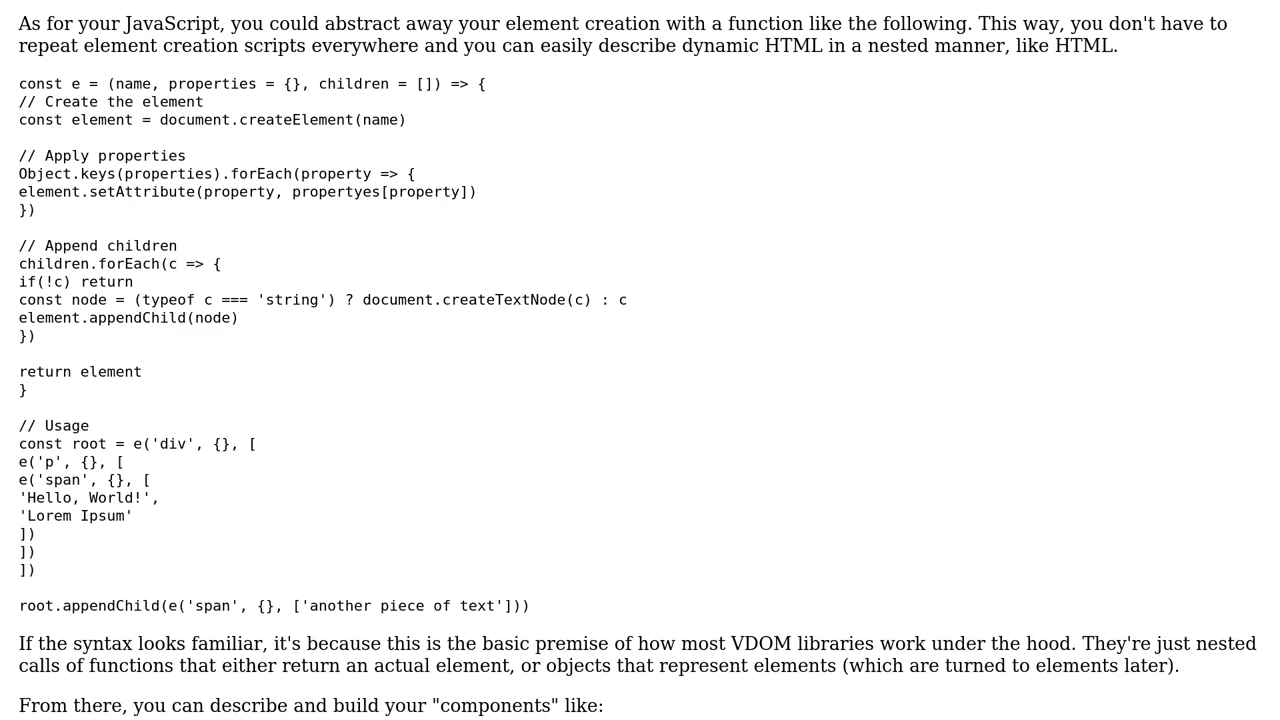 As for your JavaScript, you could abstract away your element creation with a function like the following. This way, you don't have to
repeat element creation scripts everywhere and you can easily describe dynamic HTML in a nested manner, like HTML.
const e = (name, properties = {}, children = []) => {
// Create the element
const element = document.createElement(name)
// Apply properties
Object.keys(properties).forEach(property => {
element.setAttribute(property, propertyes[property])
})
// Append children
children.forEach(c => {
if(!c) return
const node = (typeof c === 'string') ? document.createTextNode(c) : c
element.appendChild(node)
})
return element
}
// Usage
const root = e('div', {}, [
e('p', {}, [
e('span', {}, [
'Hello, World!',
'Lorem Ipsum'
])
])
])
root.appendChild(e('span', {}, ['another piece of text']))
If the syntax looks familiar, it's because this is the basic premise of how most VDOM libraries work under the hood. They're just nested
calls of functions that either return an actual element, or objects that represent elements (which are turned to elements later).
From there, you can describe and build your "components" like: